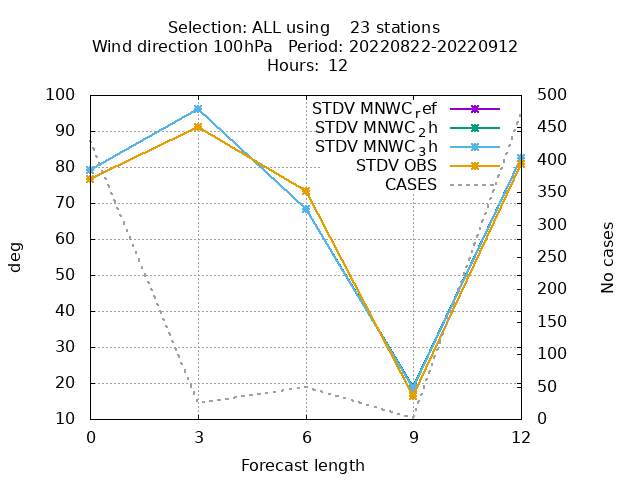 Selection: ALL using 23 stations
Wind direction 100hPa Period: 20220822-20220912
Hours: 12
STDV MNWC_ref
STDV MNWC_2h
STDV MNWC_3h
STDV OBS
CASES
deg
100
90
80
70
60
50
40
30
20
10
No cases
500
450
400
350
300
250
200
150
100
50
0
0 3 6 9 12
Forecast length